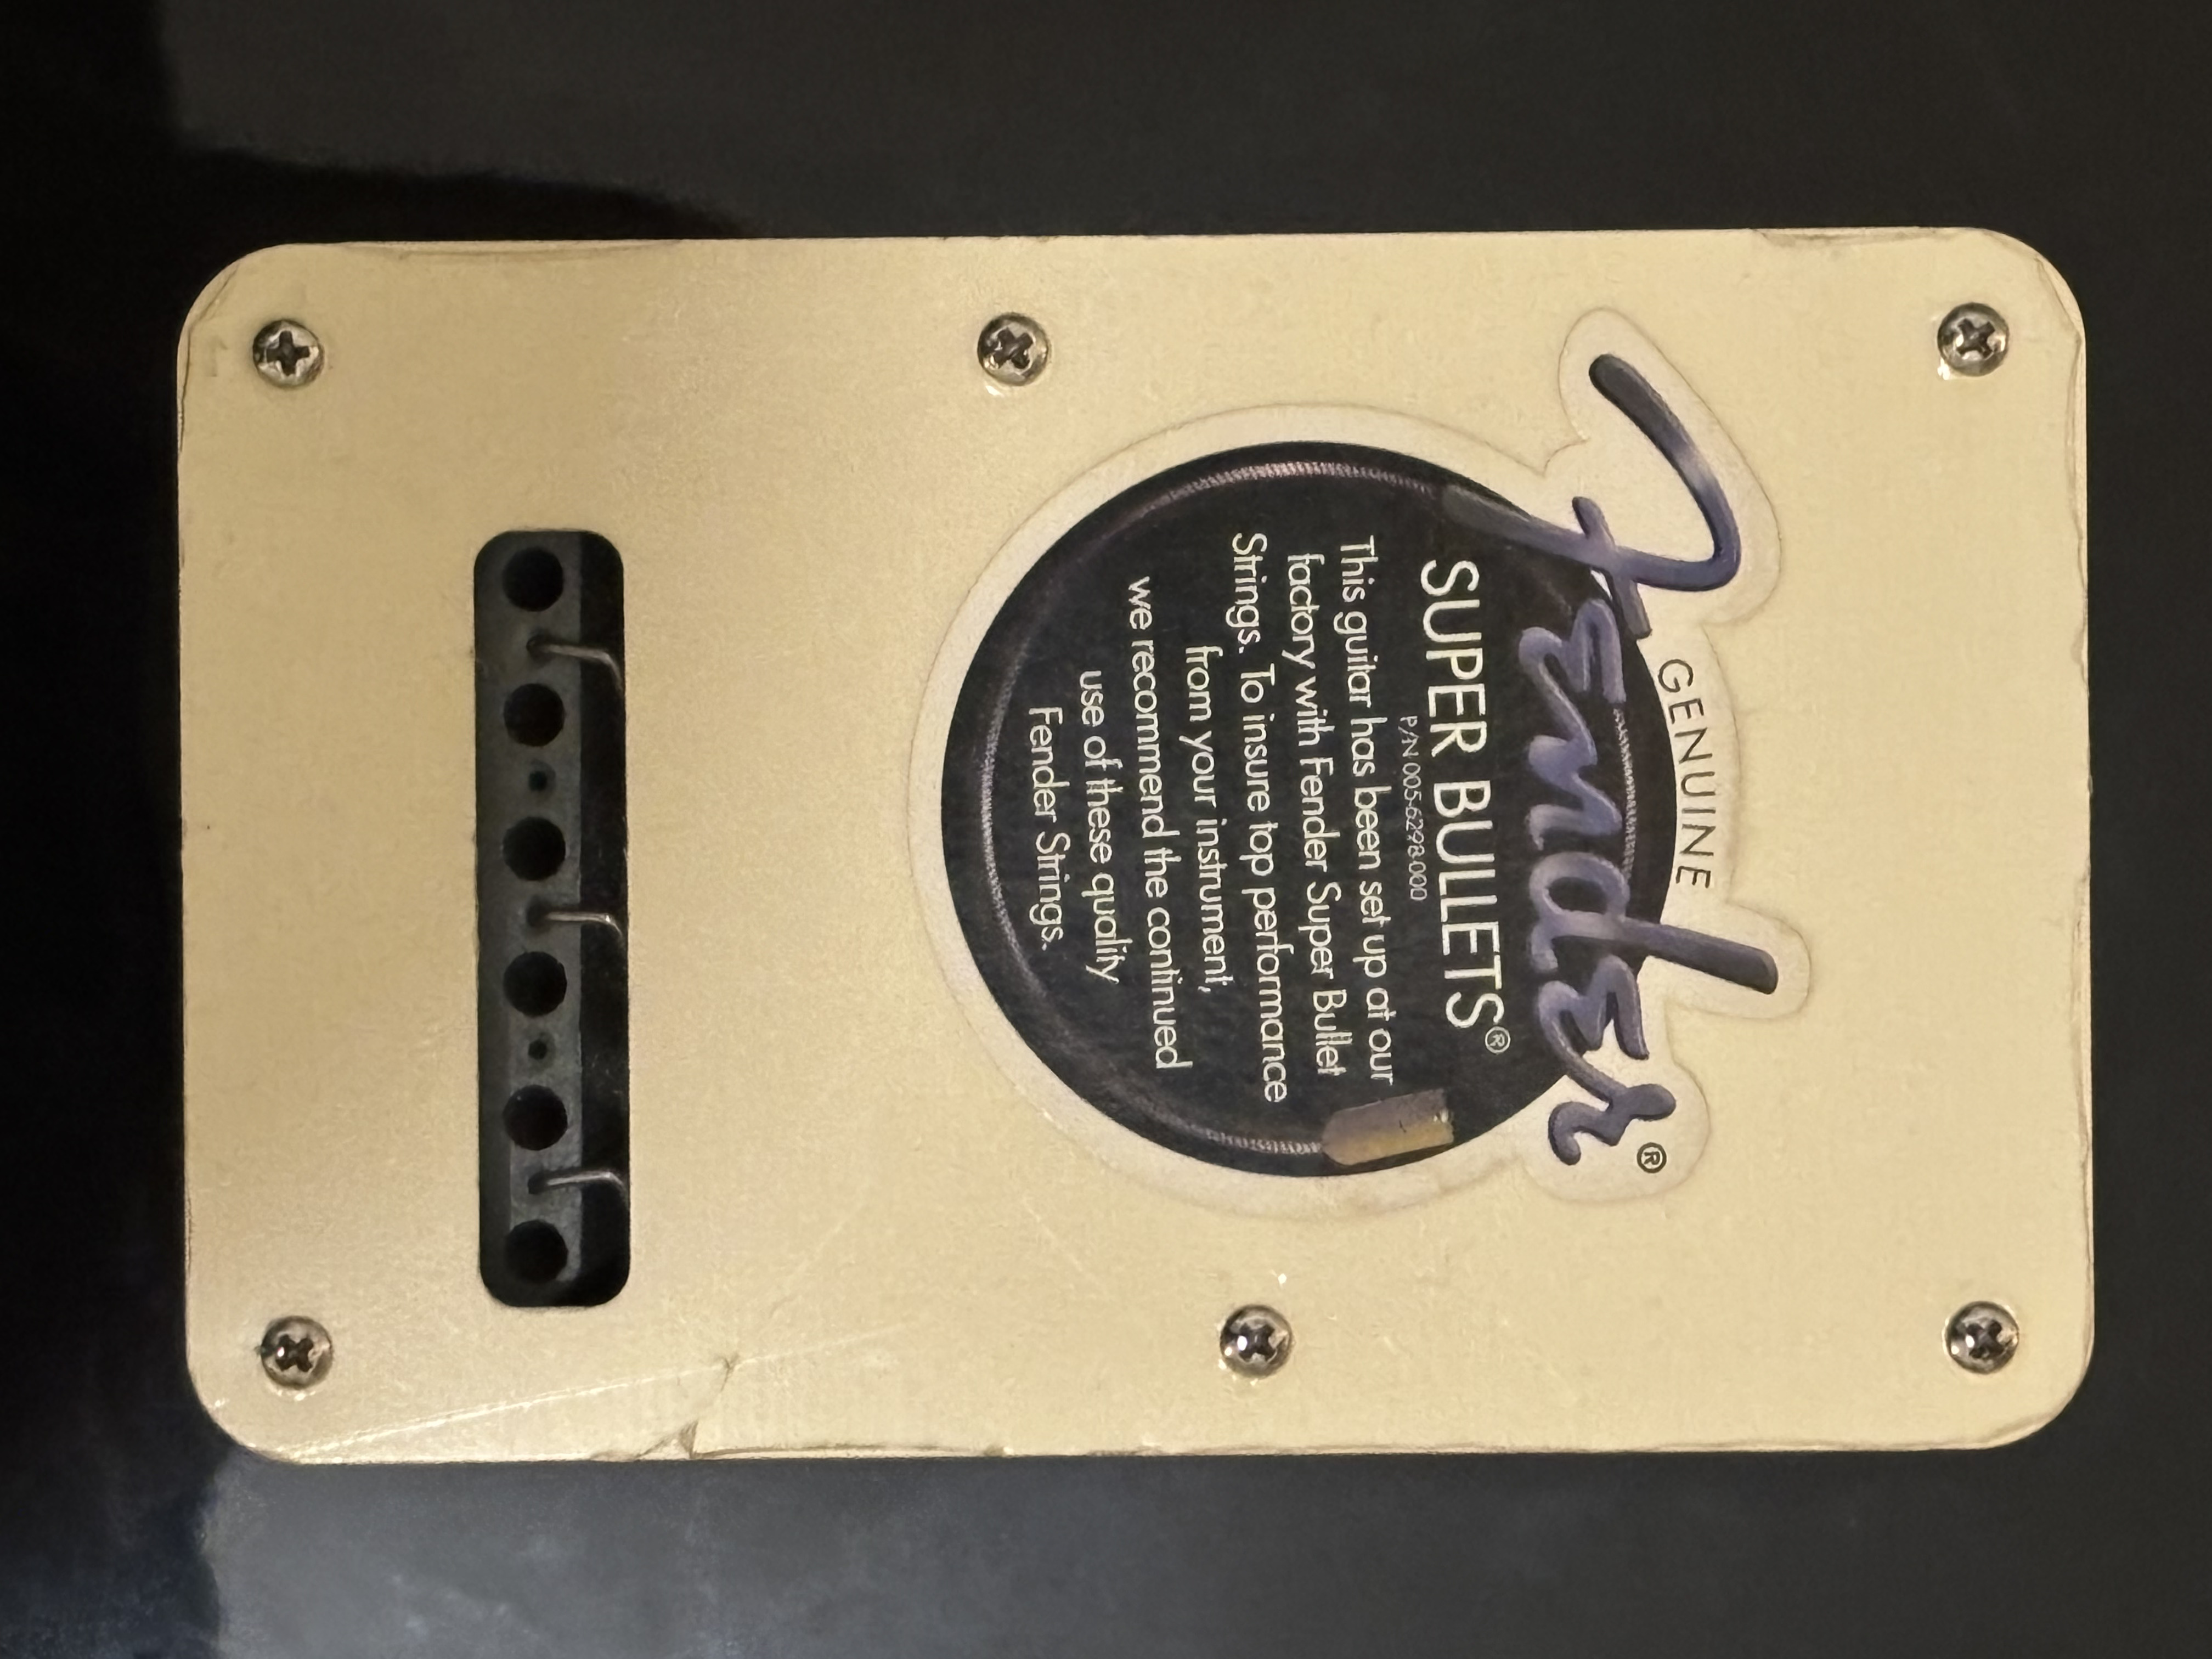 GENUINE
Fender®
SUPER BULLETS®
P/N 005-6298-000
This guitar has been set up at our
factory with Fender Super Bullet
Strings. To insure top performance
from your instrument,
we recommend the continued
use of these quality
Fender Strings.